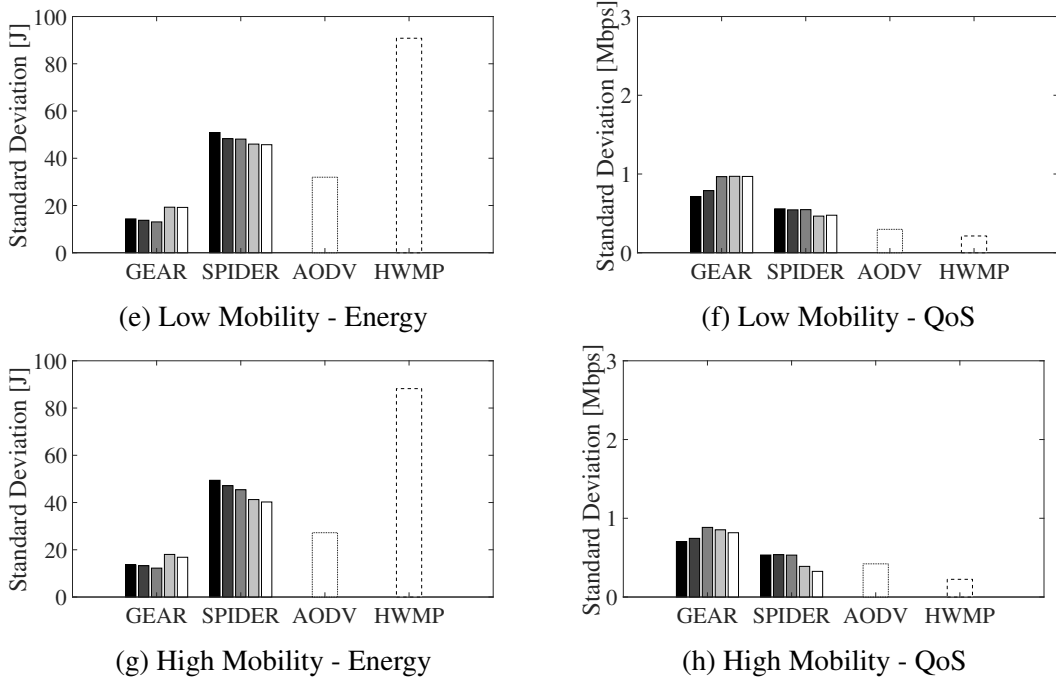 Standard Deviation [J]
100
80
60
40
20
0
GEAR SPIDER AODV HWMP
(e) Low Mobility - Energy
Standard Deviation [Mbps]
3
2
1
0
GEAR SPIDER AODV HWMP
(f) Low Mobility - QoS
Standard Deviation [J]
100
80
60
40
20
0
GEAR SPIDER AODV HWMP
(g) High Mobility - Energy
Standard Deviation [Mbps]
3
2
1
0
GEAR SPIDER AODV HWMP
(h) High Mobility - QoS